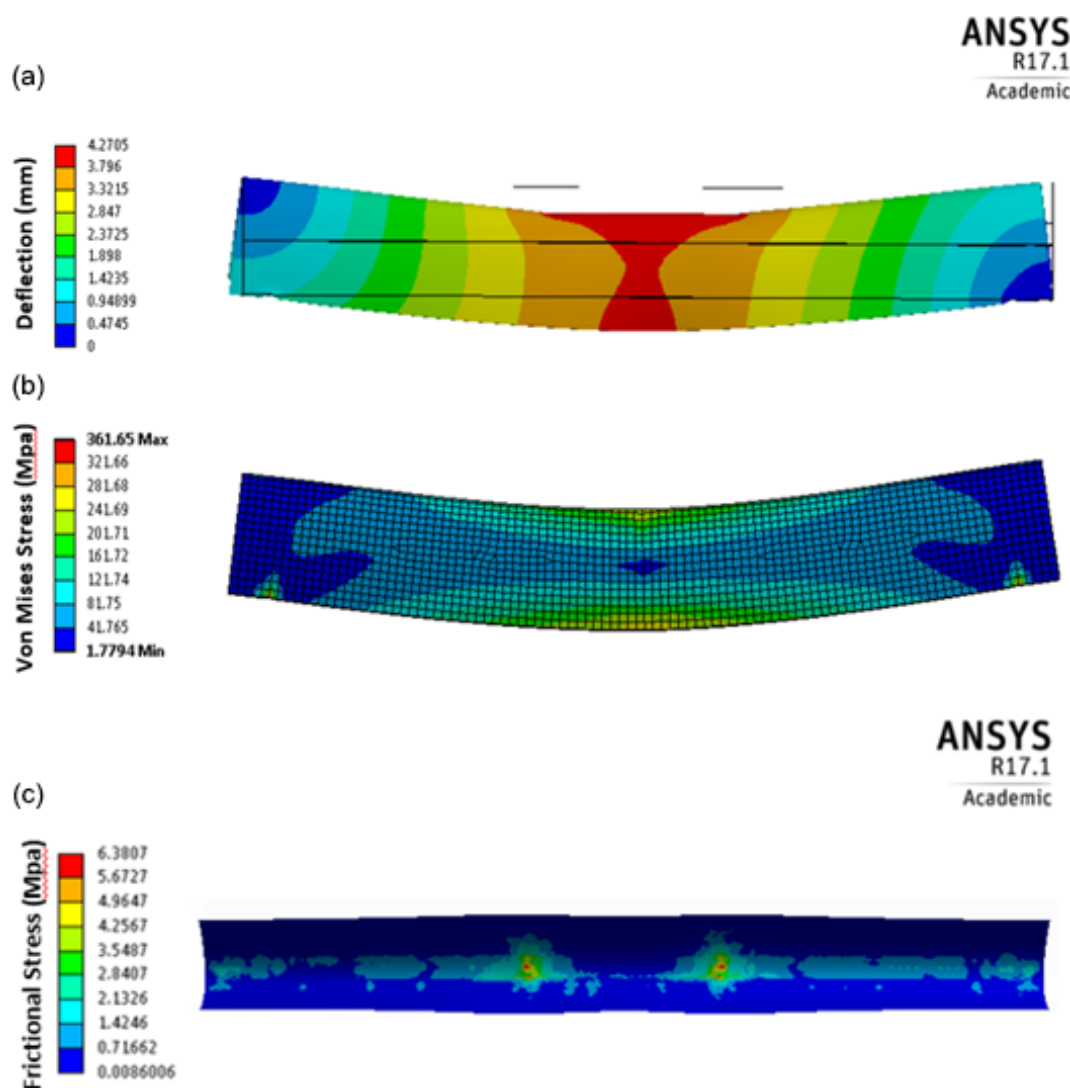 ANSYS
R17.1
Academic
(a)
Deflection (mm)
4.2705
3.796
3.3215
2.847
2.3725
1.898
1.4235
0.94899
0.4745
0
(b)
Von Mises Stress (Mpa)
361.65 Max
321.66
281.68
241.69
201.71
161.72
121.74
81.75
41.765
1.7794 Min
ANSYS
R17.1
Academic
(c)
Frictional Stress (Mpa)
6.3807
5.6727
4.9647
4.2567
3.5487
2.8407
2.1326
1.4246
0.71662
0.0086006